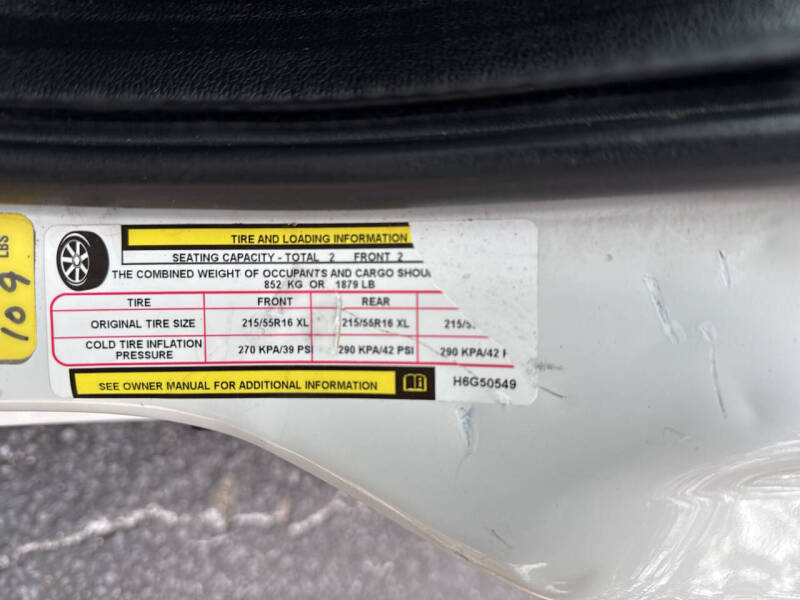 LBS
109
TIRE AND LOADING INFORMATION
SEATING CAPACITY - TOTAL 2 FRONT 2
THE COMBINED WEIGHT OF OCCUPANTS AND CARGO SHOU
852 KG OR 1879 LB
TIRE FRONT REAR
ORIGINAL TIRE SIZE 215/55R16 XL 215/55R16 XL 215/5
COLD TIRE INFLATION PRESSURE 270 KPA/39 PSI 290 KPA/42 PSI 290 KPA/42
SEE OWNER MANUAL FOR ADDITIONAL INFORMATION H6G50549